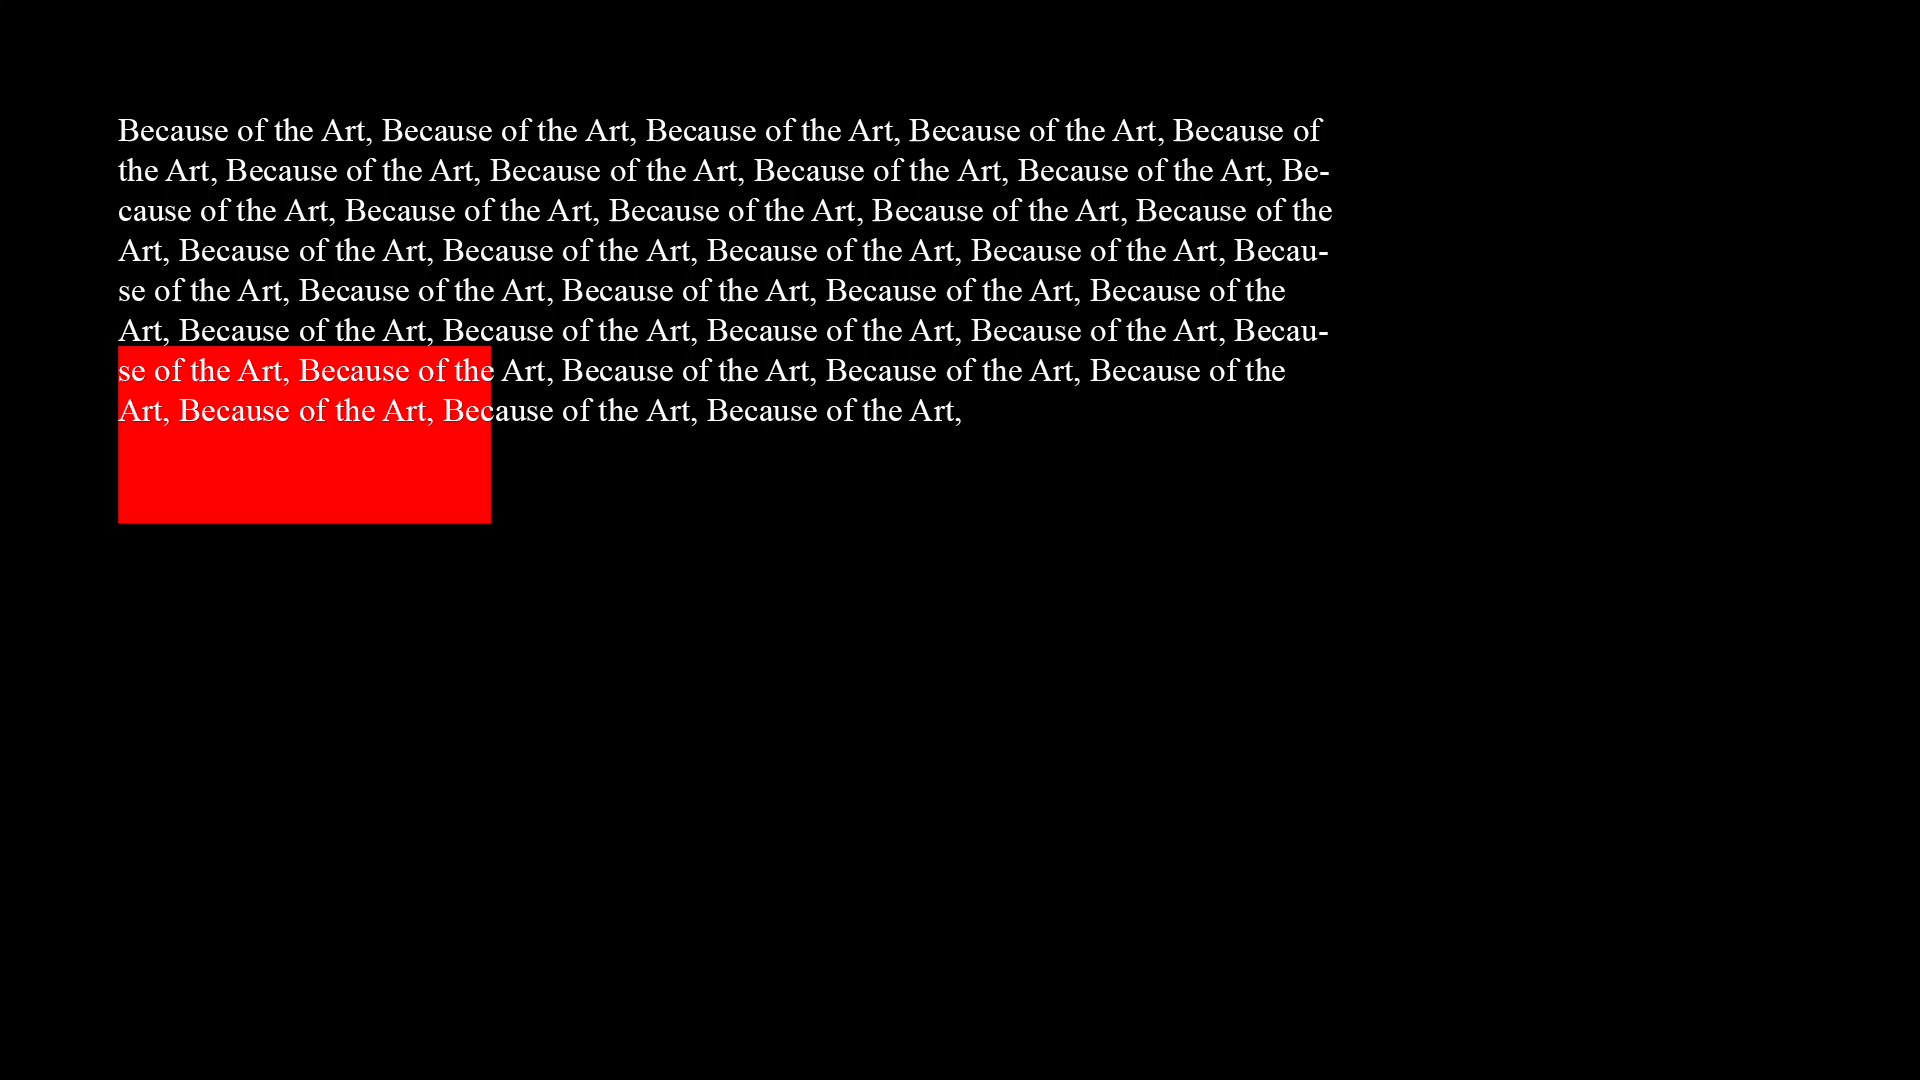 Because of the Art, Because of the Art, Because of the Art, Because of the Art, Because of
the Art, Because of the Art, Because of the Art, Because of the Art, Because of the Art, Be-
cause of the Art, Because of the Art, Because of the Art, Because of the Art, Because of the
Art, Because of the Art, Because of the Art, Because of the Art, Because of the Art, Becau-
se of the Art, Because of the Art, Because of the Art, Because of the Art, Because of the
Art, Because of the Art, Because of the Art, Because of the Art, Because of the Art, Becau-
se of the Art, Because of the Art, Because of the Art, Because of the Art, Because of the
Art, Because of the Art, Because of the Art, Because of the Art,